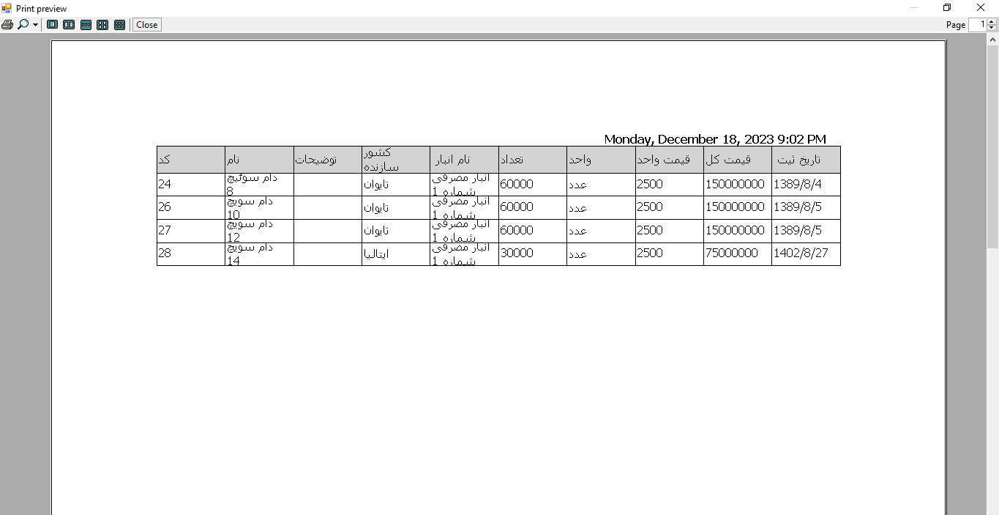 Print preview
Close
Page 1
Monday, December 18, 2023 9:02 PM
کد نام توضیحات کشور سازنده نام انبار تعداد واحد قیمت واحد قیمت کل تاریخ ثبت
24 دام سوئیچ 8 تایوان انبار مصرفی شماره 1 60000 عدد 2500 150000000 1389/8/4
26 دام سویچ 10 تایوان انبار مصرفی شماره 1 60000 عدد 2500 150000000 1389/8/5
27 دام سویچ 12 تایوان انبار مصرفی شماره 1 60000 عدد 2500 150000000 1389/8/5
28 دام سویچ 14 ایتالیا انبار مصرفی شماره 1 30000 عدد 2500 75000000 1402/8/27